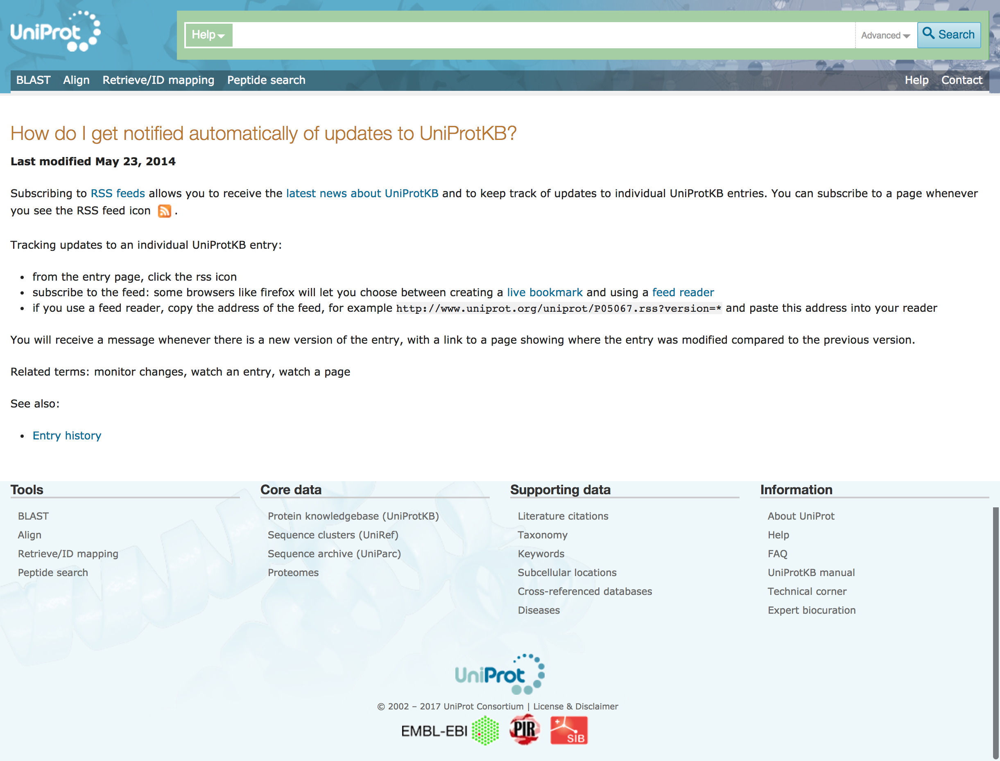 UniProt
Help
Advanced
Search
BLAST Align Retrieve/ID mapping Peptide search Help Contact
How do I get notified automatically of updates to UniProtKB?
Last modified May 23, 2014
Subscribing to RSS feeds allows you to receive the latest news about UniProtKB and to keep track of updates to individual UniProtKB entries. You can subscribe to a page whenever
you see the RSS feed icon .
Tracking updates to an individual UniProtKB entry:
• from the entry page, click the rss icon
• subscribe to the feed: some browsers like firefox will let you choose between creating a live bookmark and using a feed reader
• if you use a feed reader, copy the address of the feed, for example http://www.uniprot.org/uniprot/P05067.rss?version=* and paste this address into your reader
You will receive a message whenever there is a new version of the entry, with a link to a page showing where the entry was modified compared to the previous version.
Related terms: monitor changes, watch an entry, watch a page
See also:
• Entry history
Tools
BLAST
Align
Retrieve/ID mapping
Peptide search
Core data
Protein knowledgebase (UniProtKB)
Sequence clusters (UniRef)
Sequence archive (UniParc)
Proteomes
Supporting data
Literature citations
Taxonomy
Keywords
Subcellular locations
Cross-referenced databases
Diseases
Information
About UniProt
Help
FAQ
UniProtKB manual
Technical corner
Expert biocuration
UniProt
© 2002 – 2017 UniProt Consortium | License & Disclaimer
EMBL-EBI PIR SIB